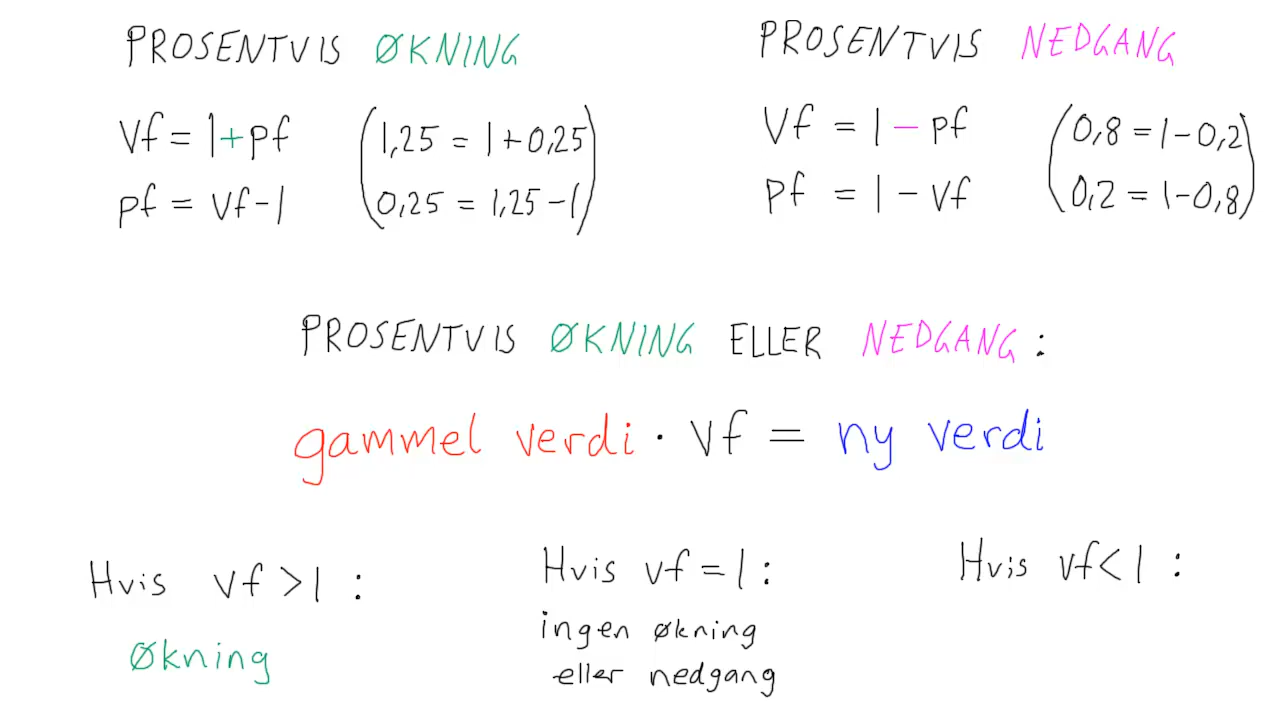 PROSENTVIS ØKNING
Vf = 1+pf
pf = Vf-1
(1,25 = 1+0,25
0,25 = 1,25-1)
PROSENTVIS NEDGANG
Vf = 1 - pf
pf = 1 - Vf
(0,8 = 1-0,2
0,2 = 1-0,8)
PROSENTVIS ØKNING ELLER NEDGANG :
gammel verdi · vf = ny verdi
Hvis vf >1 :
Økning
Hvis vf = 1 :
ingen økning
eller nedgang
Hvis vf< 1 :